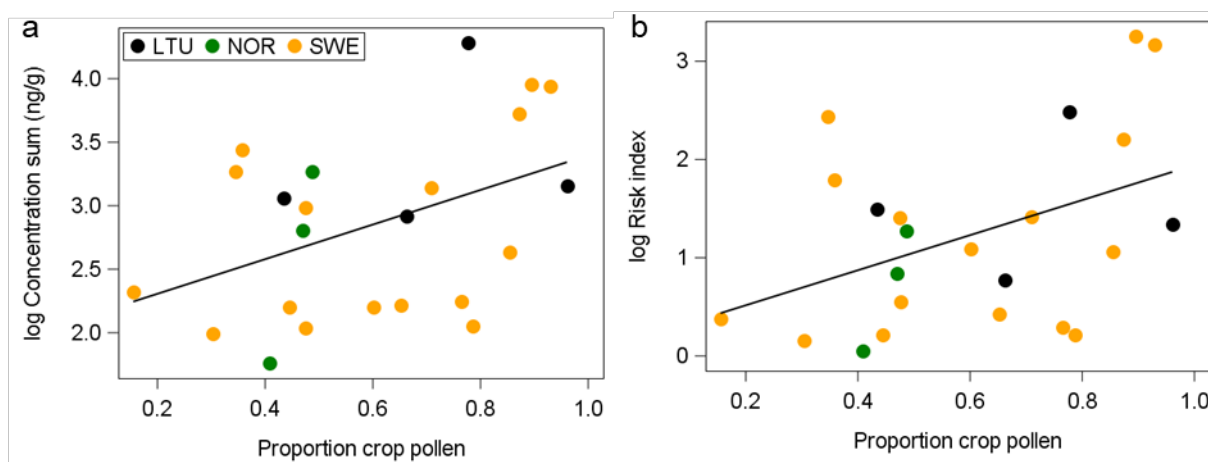 a
LTU NOR SWE
log Concentration sum (ng/g)
4.0
3.5
3.0
2.5
2.0
0.2 0.4 0.6 0.8 1.0
Proportion crop pollen
b
log Risk index
3
2
1
0
0.2 0.4 0.6 0.8 1.0
Proportion crop pollen